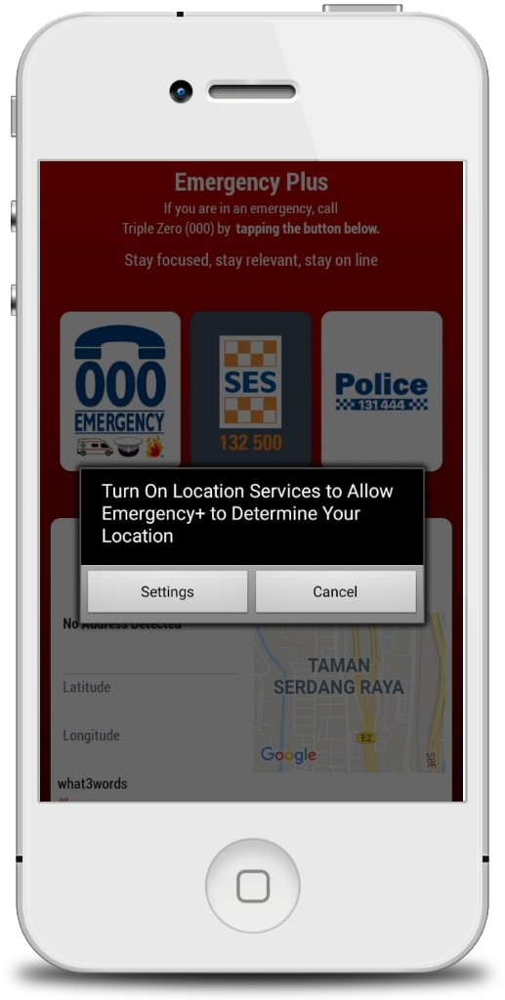 Emergency Plus
If you are in an emergency, call
Triple Zero (000) by tapping the button below.
Stay focused, stay relevant, stay on line
000
EMERGENCY
SES
132 500
Police
131 444
Turn On Location Services to Allow
Emergency+ to Determine Your
Location
Settings
Cancel
No Address Detected
Latitude
Longitude
what3words
///
TAMAN
SERDANG RAYA
E2
Google